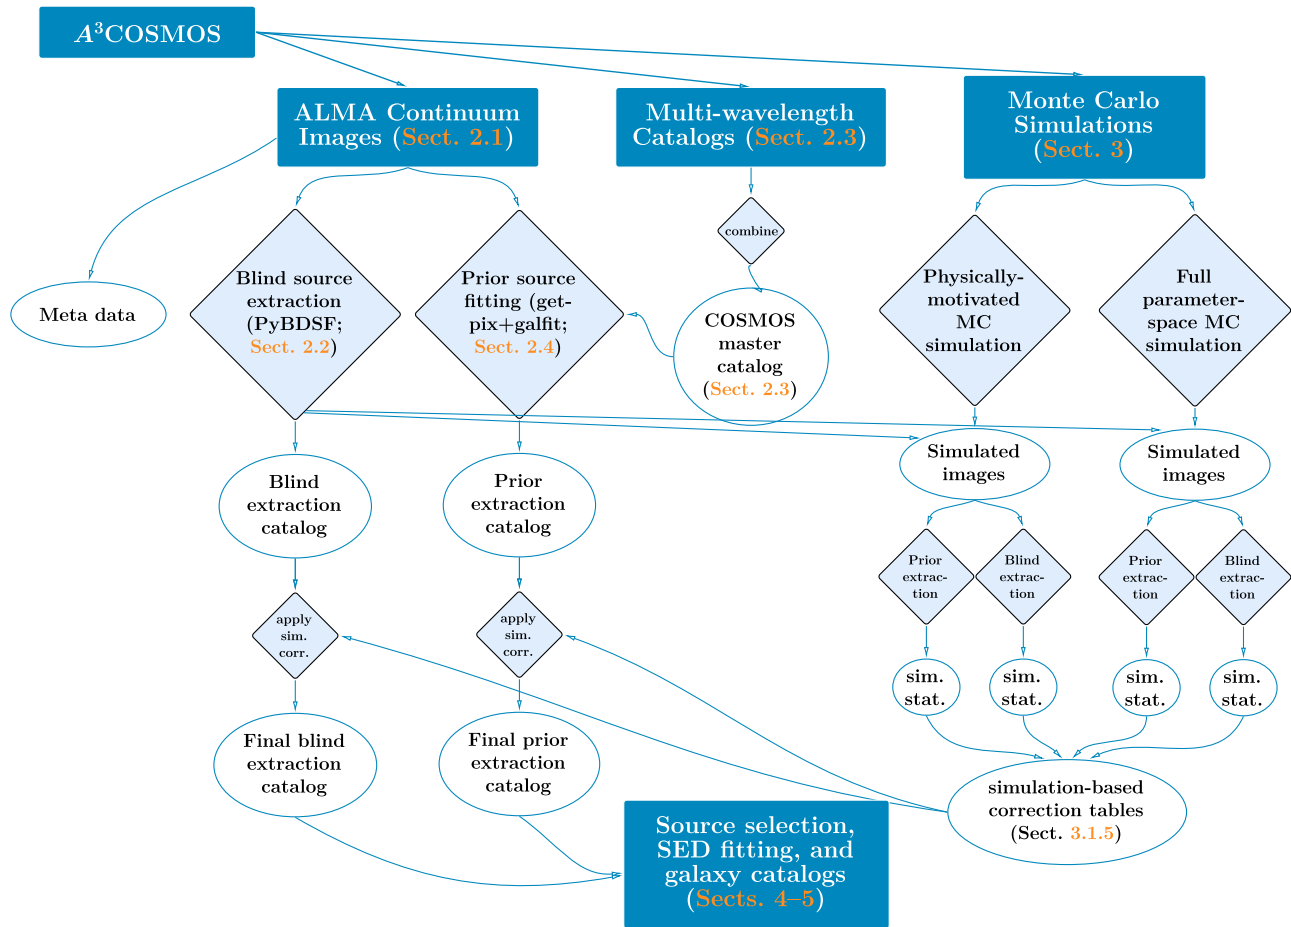 A³COSMOS
ALMA Continuum
Images (Sect. 2.1)
Multi-wavelength
Catalogs (Sect. 2.3)
Monte Carlo
Simulations
(Sect. 3)
combine
Meta data
Blind source
extraction
(PyBDSF;
Sect. 2.2)
Prior source
fitting (get-
pix+galfit;
Sect. 2.4)
COSMOS
master
catalog
(Sect. 2.3)
Physically-
motivated
MC
simulation
Full
parameter-
space MC
simulation
Blind
extraction
catalog
Prior
extraction
catalog
Simulated
images
Simulated
images
Prior
extrac-
tion
Blind
extrac-
tion
Prior
extrac-
tion
Blind
extrac-
tion
apply
sim.
corr.
apply
sim.
corr.
sim.
stat.
sim.
stat.
sim.
stat.
sim.
stat.
Final blind
extraction
catalog
Final prior
extraction
catalog
simulation-based
correction tables
(Sect. 3.1.5)
Source selection,
SED fitting, and
galaxy catalogs
(Sects. 4–5)